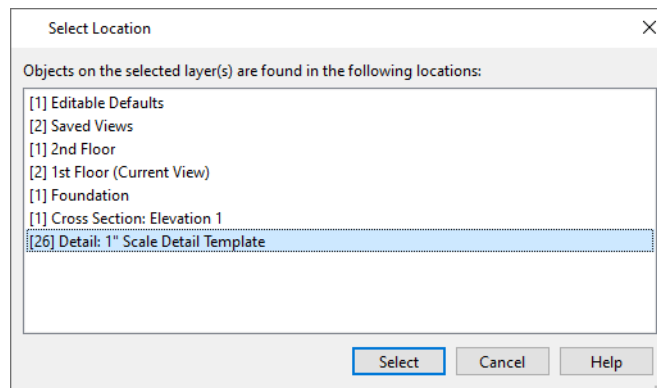 Select Location
Objects on the selected layer(s) are found in the following locations:
[1] Editable Defaults
[2] Saved Views
[1] 2nd Floor
[2] 1st Floor (Current View)
[1] Foundation
[1] Cross Section: Elevation 1
[26] Detail: 1" Scale Detail Template
Select Cancel Help